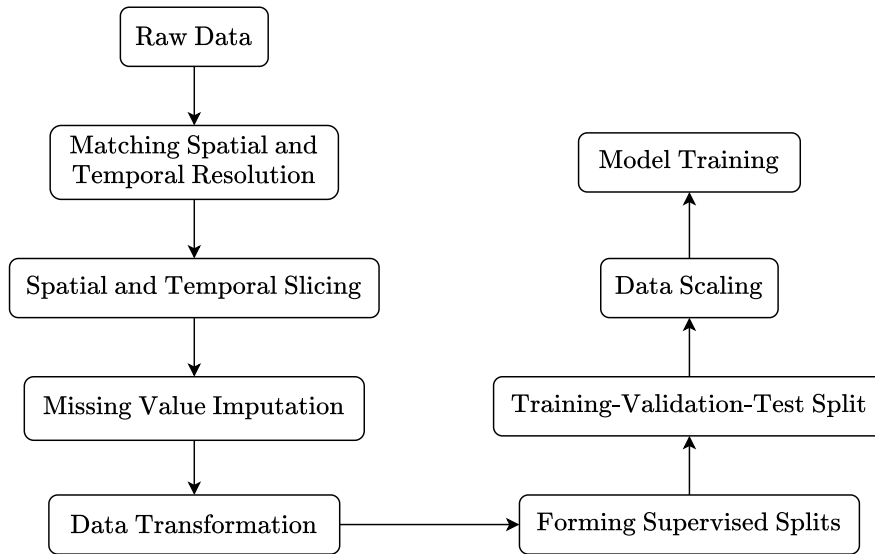 Raw Data
Matching Spatial and
Temporal Resolution
Spatial and Temporal Slicing
Missing Value Imputation
Data Transformation
Forming Supervised Splits
Training-Validation-Test Split
Data Scaling
Model Training